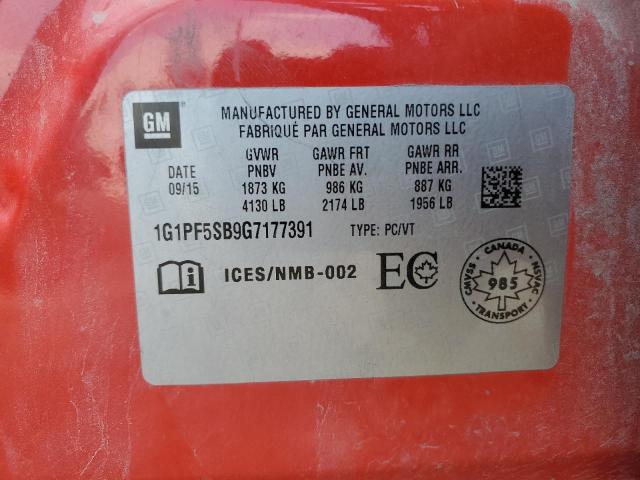 GM
MANUFACTURED BY GENERAL MOTORS LLC
FABRIQUÉ PAR GENERAL MOTORS LLC
DATE
09/15
GVWR
PNBV
1873 KG
4130 LB
GAWR FRT
PNBE AV.
986 KG
2174 LB
GAWR RR
PNBE ARR.
887 KG
1956 LB
1G1PF5SB9G7177391 TYPE: PC/VT
ICES/NMB-002 EC
CANADA
CMVSS NSVAC
985
TRANSPORT